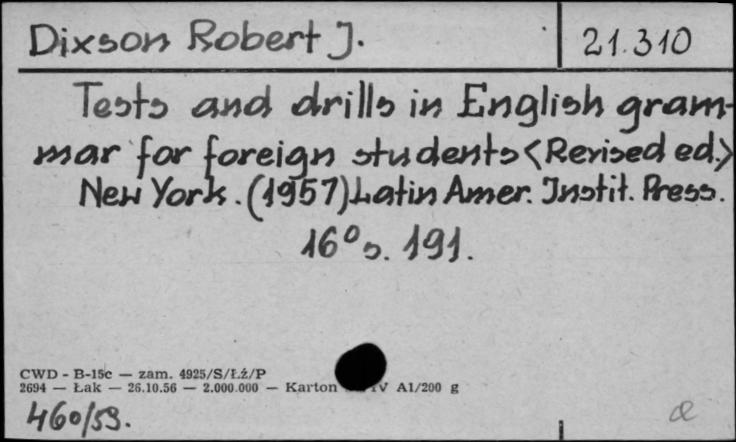 Dixson Robert J. 21.310
Tests and drills in English gram-
mar for foreign students <Revised ed.>
New York. (1957) Latin Amer. Instit. Press.
16° s. 191.
CWD - B-15c — zam. 4925/S/Łż/P
2694 — Łak — 26.10.56 — 2.000.000 — Karton IV A1/200 g
460/59.